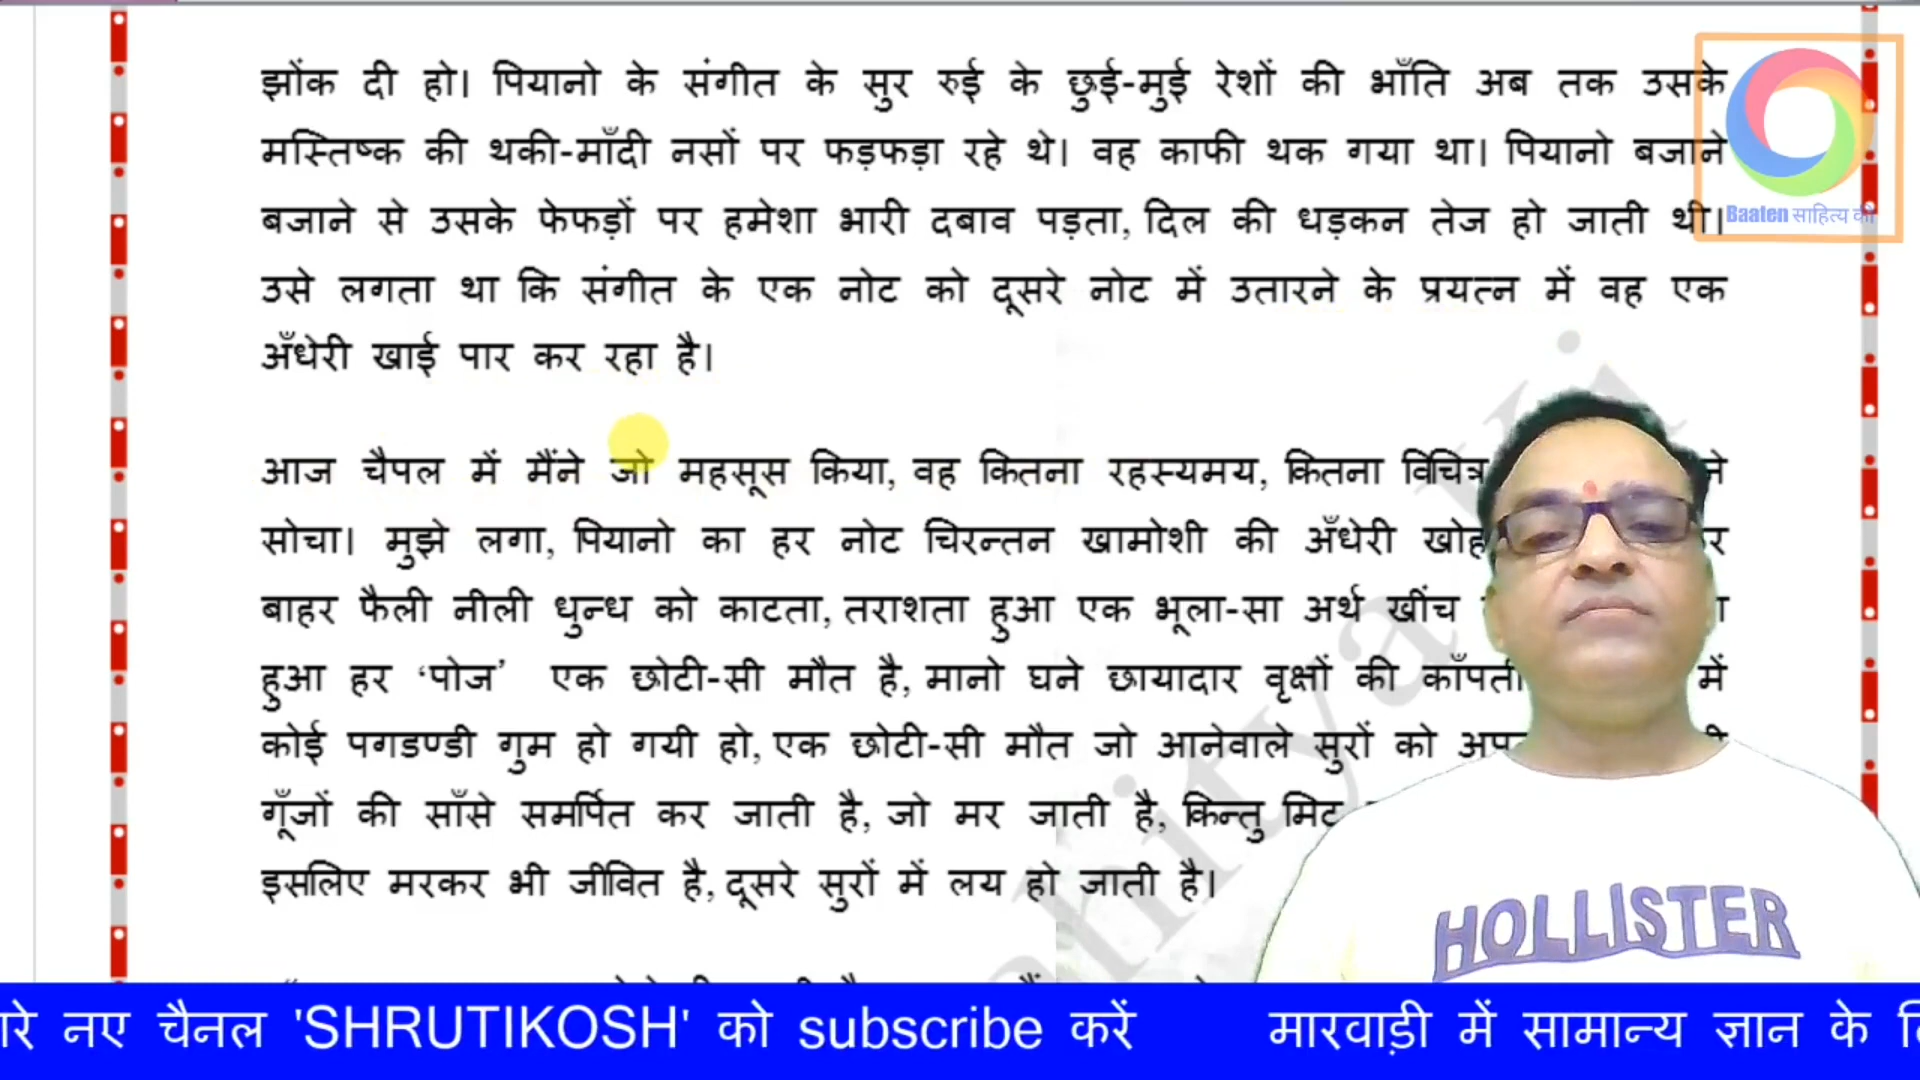 झोंक दी हो। पियानो के संगीत के सुर रुई के छुई-मुई रेशों की भाँति अब तक उसके
मस्तिष्क की थकी-माँदी नसों पर फड़फड़ा रहे थे। वह काफी थक गया था। पियानो बजाने
बजाने से उसके फेफड़ों पर हमेशा भारी दबाव पड़ता, दिल की धड़कन तेज हो जाती थी।
उसे लगता था कि संगीत के एक नोट को दूसरे नोट में उतारने के प्रयत्न में वह एक
अँधेरी खाई पार कर रहा है।
आज चैपल में मैंने जो महसूस किया, वह कितना रहस्यमय, कितना विचित्र
सोचा। मुझे लगा, पियानो का हर नोट चिरन्तन खामोशी की अँधेरी खोह
बाहर फैली नीली धुन्ध को काटता, तराशता हुआ एक भूला-सा अर्थ खींच
हुआ हर ‘पोज’ एक छोटी-सी मौत है, मानो घने छायादार वृक्षों की काँपती में
कोई पगडण्डी गुम हो गयी हो, एक छोटी-सी मौत जो आनेवाले सुरों को
गूँजों की साँसे समर्पित कर जाती है, जो मर जाती है, किन्तु मिट
इसलिए मरकर भी जीवित है, दूसरे सुरों में लय हो जाती है।
Baaten साहित्य की
HOLLISTER
रे नए चैनल 'SHRUTIKOSH' को subscribe करें मारवाड़ी में सामान्य ज्ञान के